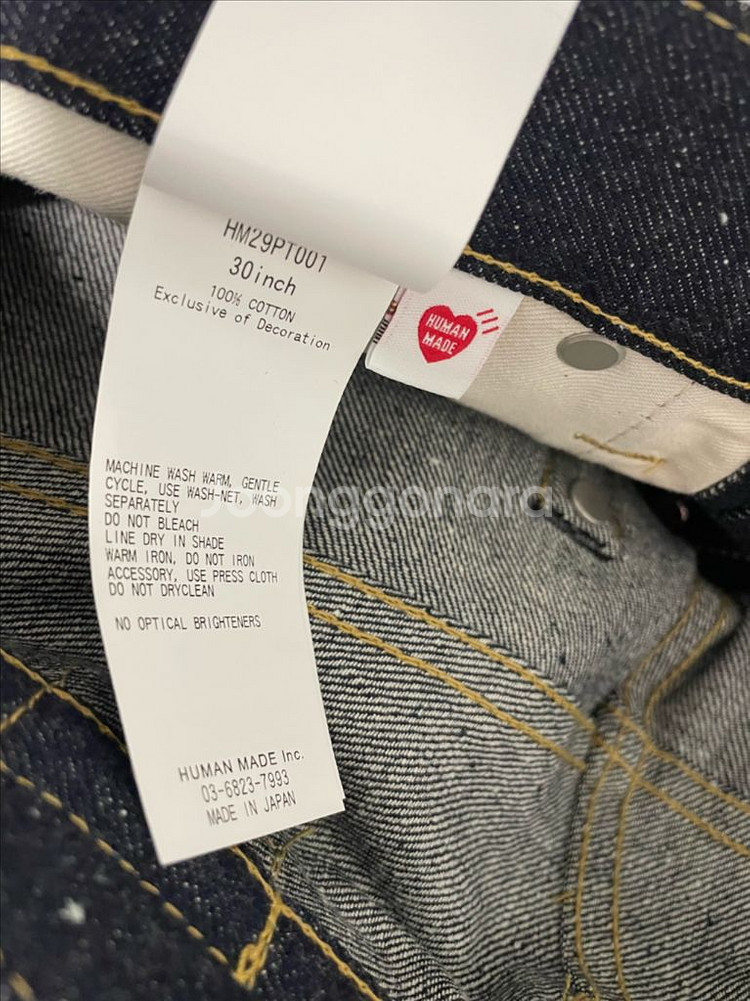 HM29PT001
30inch
100% COTTON
Exclusive of Decoration
HUMAN
MADE
MACHINE WASH WARM, GENTLE
CYCLE, USE WASH-NET, WASH
SEPARATELY
DO NOT BLEACH
LINE DRY IN SHADE
WARM IRON, DO NOT IRON
ACCESSORY, USE PRESS CLOTH
DO NOT DRYCLEAN
NO OPTICAL BRIGHTENERS
HUMAN MADE Inc.
03-6823-7993
MADE IN JAPAN
joonggonara